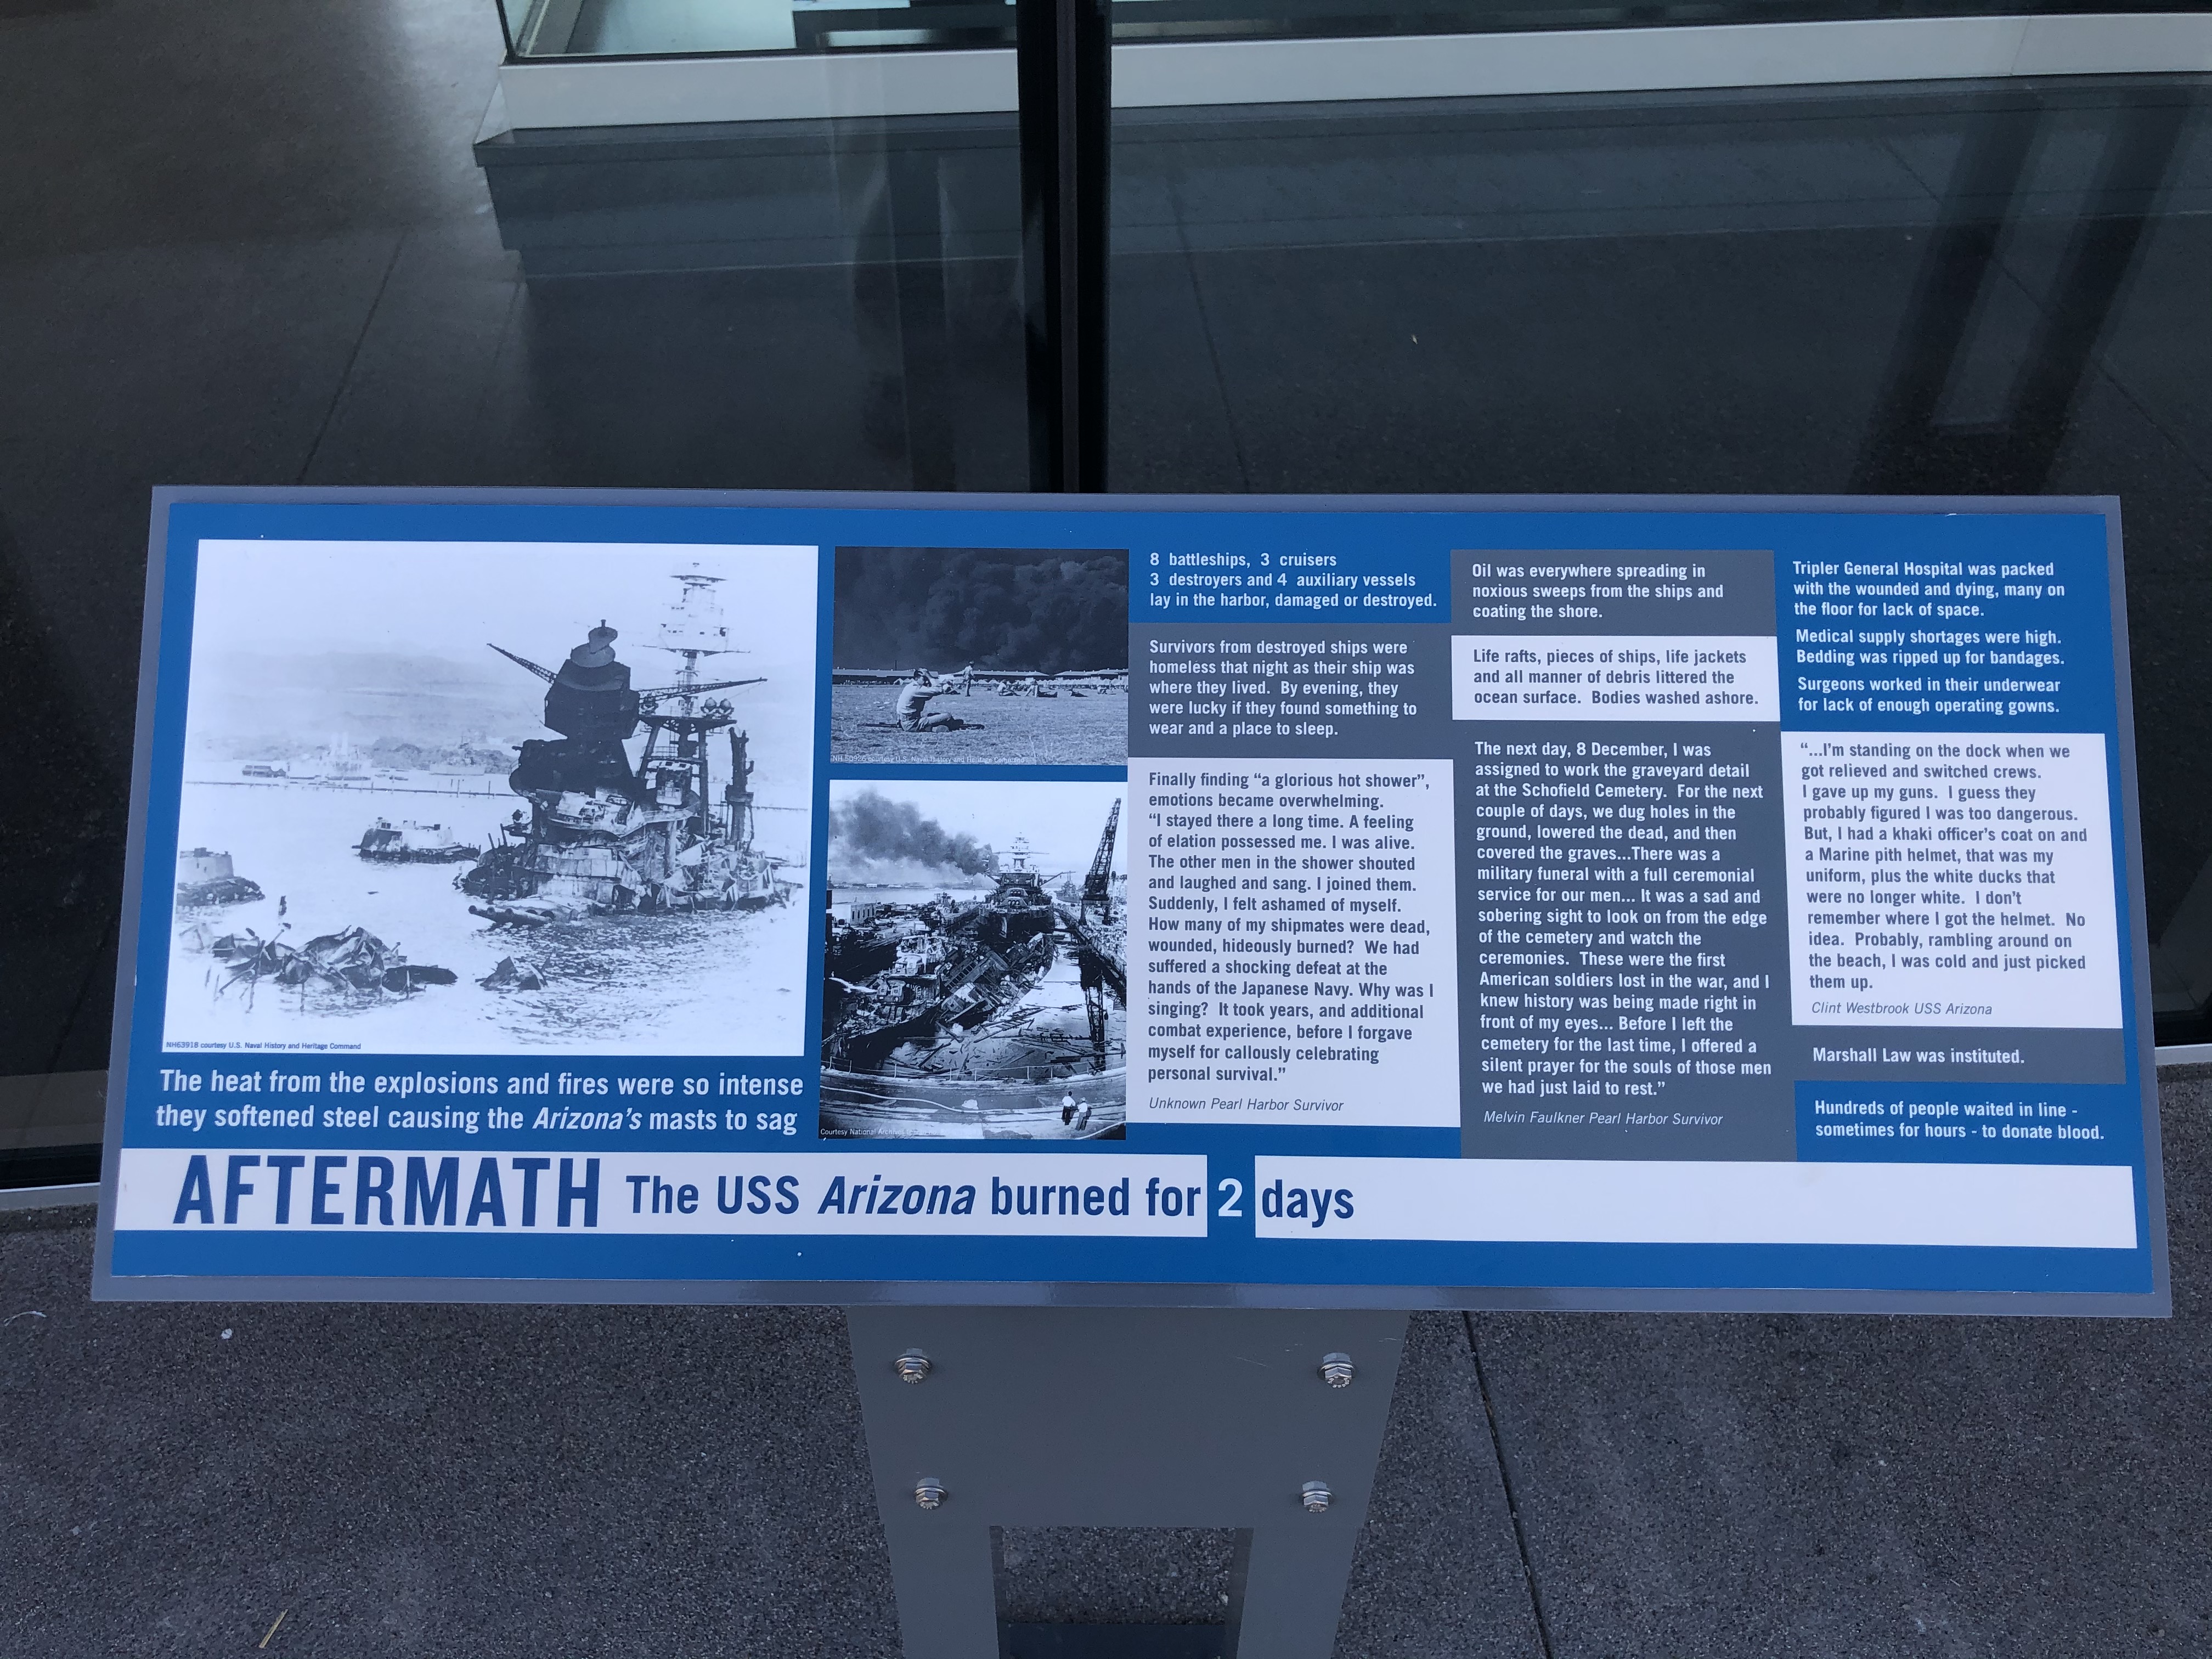 NH63918 courtesy U.S. Naval History and Heritage Command
The heat from the explosions and fires were so intense
they softened steel causing the Arizona's masts to sag
Courtesy National
8 battleships, 3 cruisers
3 destroyers and 4 auxiliary vessels
lay in the harbor, damaged or destroyed.
Survivors from destroyed ships were
homeless that night as their ship was
where they lived. By evening, they
were lucky if they found something to
wear and a place to sleep.
Finally finding “a glorious hot shower”,
emotions became overwhelming.
“I stayed there a long time. A feeling
of elation possessed me. I was alive.
The other men in the shower shouted
and laughed and sang. I joined them.
Suddenly, I felt ashamed of myself.
How many of my shipmates were dead,
wounded, hideously burned? We had
suffered a shocking defeat at the
hands of the Japanese Navy. Why was I
singing? It took years, and additional
combat experience, before I forgave
myself for callously celebrating
personal survival.”
Unknown Pearl Harbor Survivor
Oil was everywhere spreading in
noxious sweeps from the ships and
coating the shore.
Life rafts, pieces of ships, life jackets
and all manner of debris littered the
ocean surface. Bodies washed ashore.
The next day, 8 December, I was
assigned to work the graveyard detail
at the Schofield Cemetery. For the next
couple of days, we dug holes in the
ground, lowered the dead, and then
covered the graves...There was a
military funeral with a full ceremonial
service for our men... It was a sad and
sobering sight to look on from the edge
of the cemetery and watch the
ceremonies. These were the first
American soldiers lost in the war, and I
knew history was being made right in
front of my eyes... Before I left the
cemetery for the last time, I offered a
silent prayer for the souls of those men
we had just laid to rest.”
Melvin Faulkner Pearl Harbor Survivor
Tripler General Hospital was packed
with the wounded and dying, many on
the floor for lack of space.
Medical supply shortages were high.
Bedding was ripped up for bandages.
Surgeons worked in their underwear
for lack of enough operating gowns.
“...I'm standing on the dock when we
got relieved and switched crews.
I gave up my guns. I guess they
probably figured I was too dangerous.
But, I had a khaki officer's coat on and
a Marine pith helmet, that was my
uniform, plus the white ducks that
were no longer white. I don't
remember where I got the helmet. No
idea. Probably, rambling around on
the beach, I was cold and just picked
them up.
Clint Westbrook USS Arizona
Marshall Law was instituted.
Hundreds of people waited in line -
sometimes for hours - to donate blood.
AFTERMATH The USS Arizona burned for 2 days